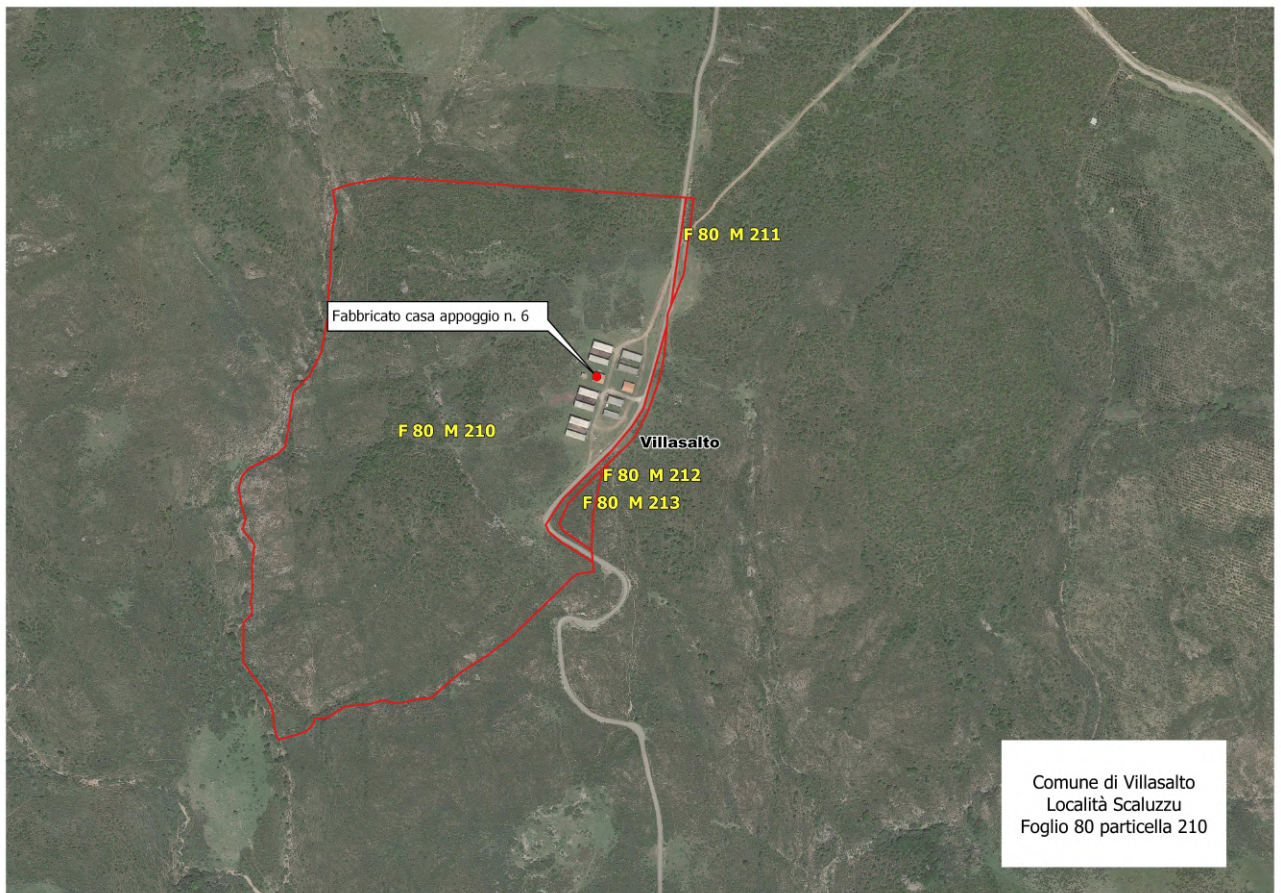 F 80 M 211
Fabbricato casa appoggio n. 6
F 80 M 210
Villasalto
F 80 M 212
F 80 M 213
Comune di Villasalto
Località Scaluzzu
Foglio 80 particella 210